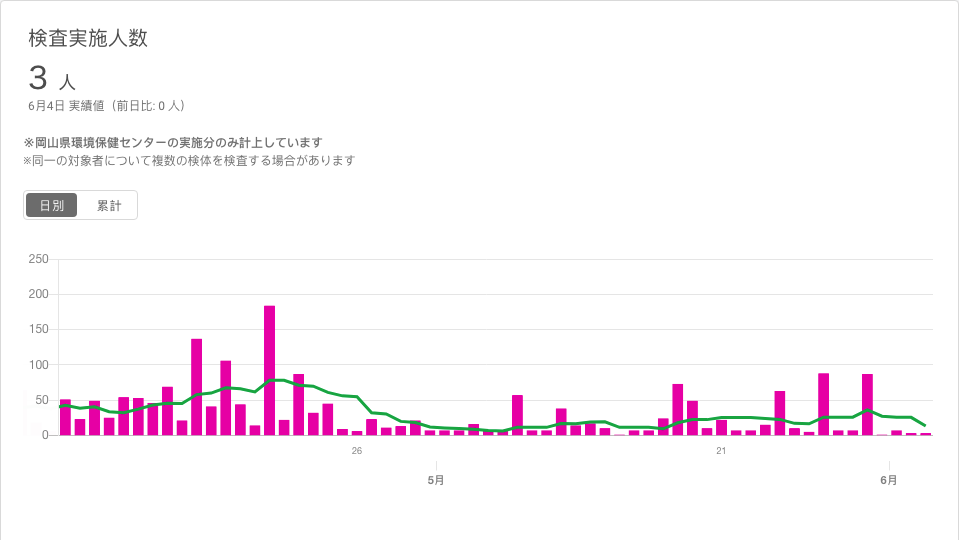 検査実施人数
3 人
6月4日 実績値（前日比: 0 人）
※岡山県環境保健センターの実施分のみ計上しています
※同一の対象者について複数の検体を検査する場合があります
日別 累計
250
200
150
100
50
0
26 21
5月 6月